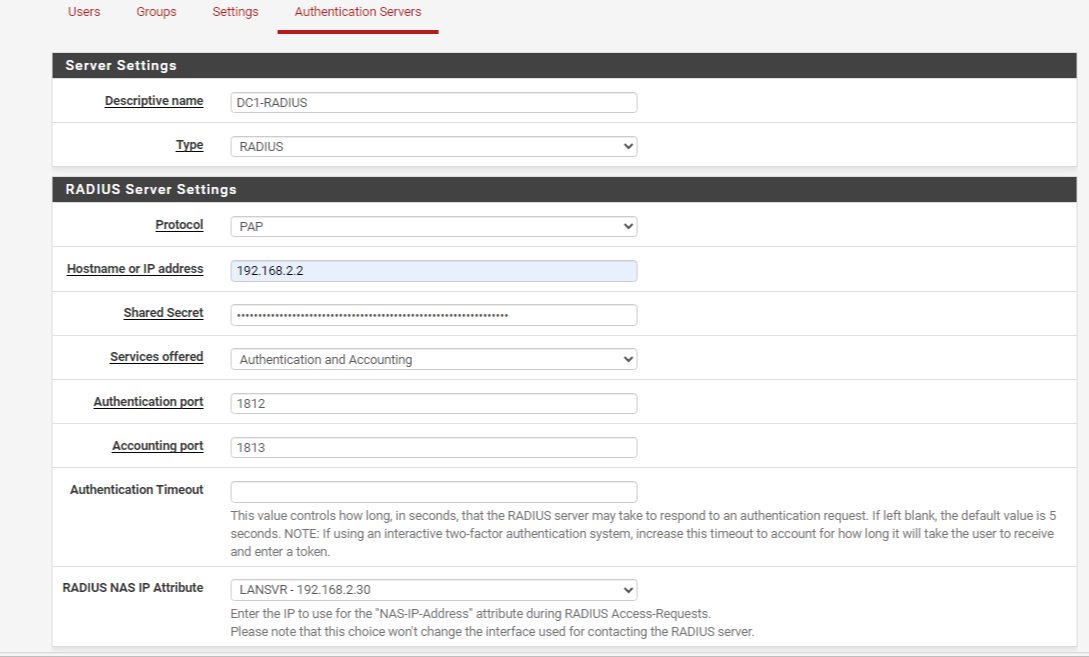 Users Groups Settings Authentication Servers
Server Settings
Descriptive name DC1-RADIUS
Type RADIUS
RADIUS Server Settings
Protocol PAP
Hostname or IP address 192.168.2.2
Shared Secret
Services offered Authentication and Accounting
Authentication port 1812
Accounting port 1813
Authentication Timeout
This value controls how long, in seconds, that the RADIUS server may take to respond to an authentication request. If left blank, the default value is 5
seconds. NOTE: If using an interactive two-factor authentication system, increase this timeout to account for how long it will take the user to receive
and enter a token.
RADIUS NAS IP Attribute LANSVR - 192.168.2.30
Enter the IP to use for the "NAS-IP-Address" attribute during RADIUS Access-Requests.
Please note that this choice won't change the interface used for contacting the RADIUS server.